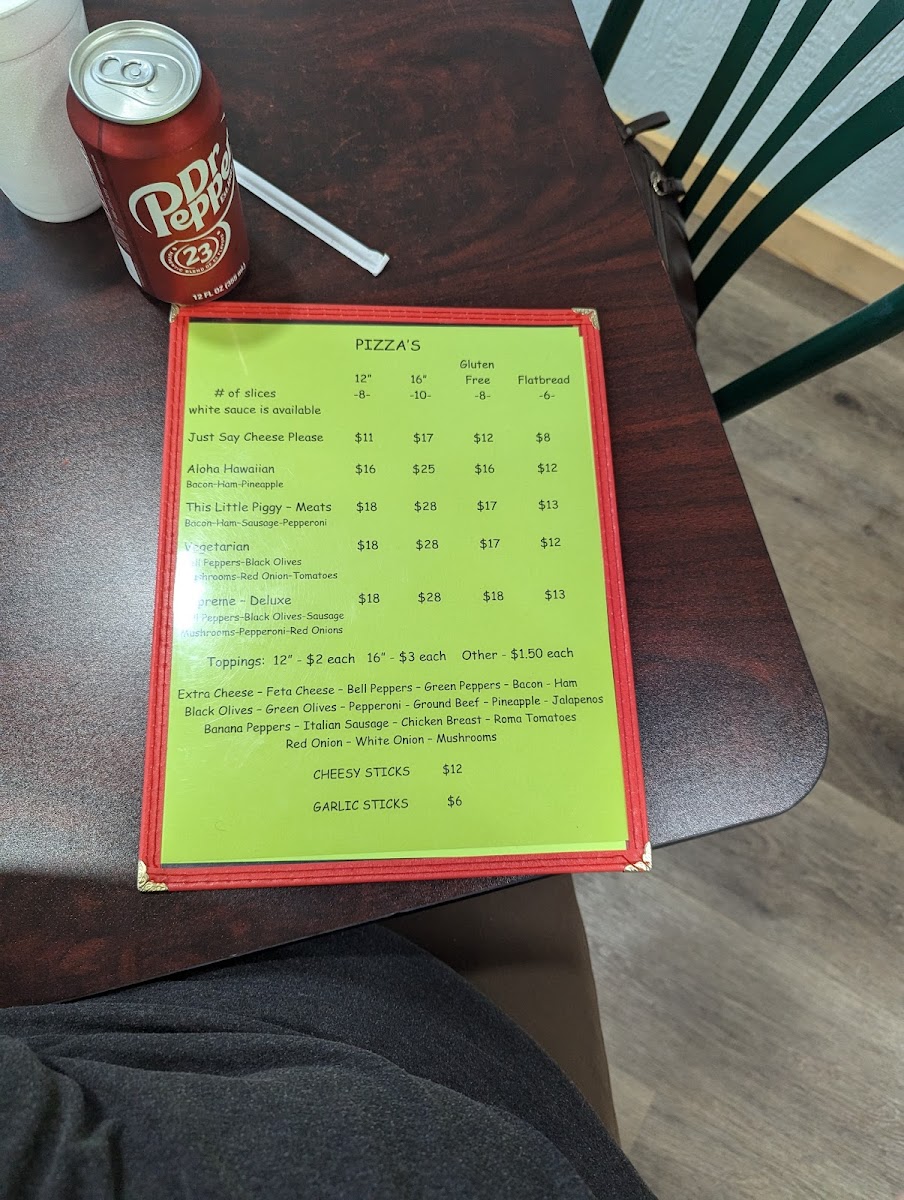 Dr
Pepper
23
12 FL OZ (355 mL)
PIZZA'S
12" 16" Gluten Free Flatbread
# of slices -8- -10- -8- -6-
white sauce is available
Just Say Cheese Please $11 $17 $12 $8
Aloha Hawaiian $16 $25 $16 $12
Bacon-Ham-Pineapple
This Little Piggy - Meats $18 $28 $17 $13
Bacon-Ham-Sausage-Pepperoni
Vegetarian $18 $28 $17 $12
Bell Peppers-Black Olives
Mushrooms-Red Onion-Tomatoes
Supreme - Deluxe $18 $28 $18 $13
Bell Peppers-Black Olives-Sausage
Mushrooms-Pepperoni-Red Onions
Toppings: 12" - $2 each 16" - $3 each Other - $1.50 each
Extra Cheese - Feta Cheese - Bell Peppers - Green Peppers - Bacon - Ham
Black Olives - Green Olives - Pepperoni - Ground Beef - Pineapple - Jalapenos
Banana Peppers - Italian Sausage - Chicken Breast - Roma Tomatoes
Red Onion - White Onion - Mushrooms
CHEESY STICKS $12
GARLIC STICKS $6